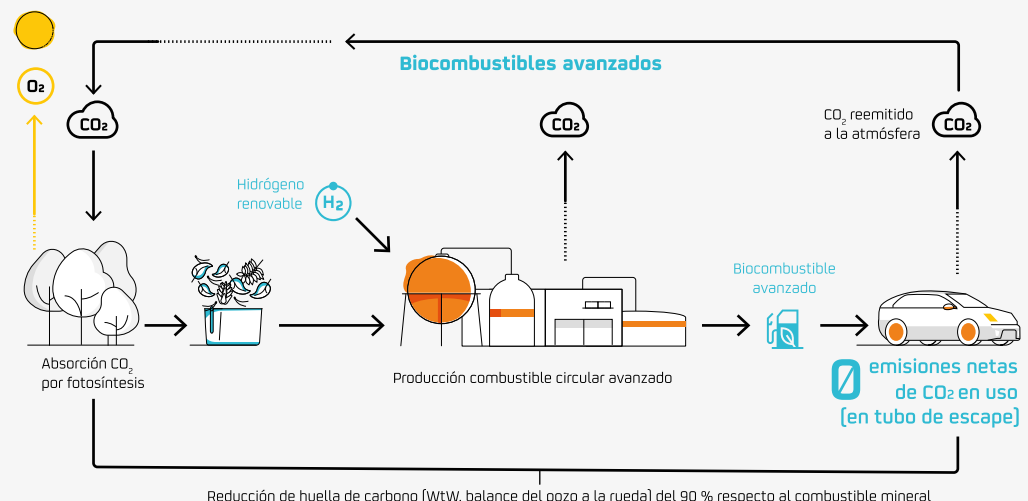 Biocombustibles avanzados
O2
CO2
CO2
CO2 reemitido
a la atmósfera
CO2
Hidrógeno
renovable
H2
Biocombustible
avanzado
Absorción CO2
por fotosíntesis
Producción combustible circular avanzado
0 emisiones netas
de CO2 en uso
(en tubo de escape)
Reducción de huella de carbono (WtW, balance del pozo a la rueda) del 90 % respecto al combustible mineral